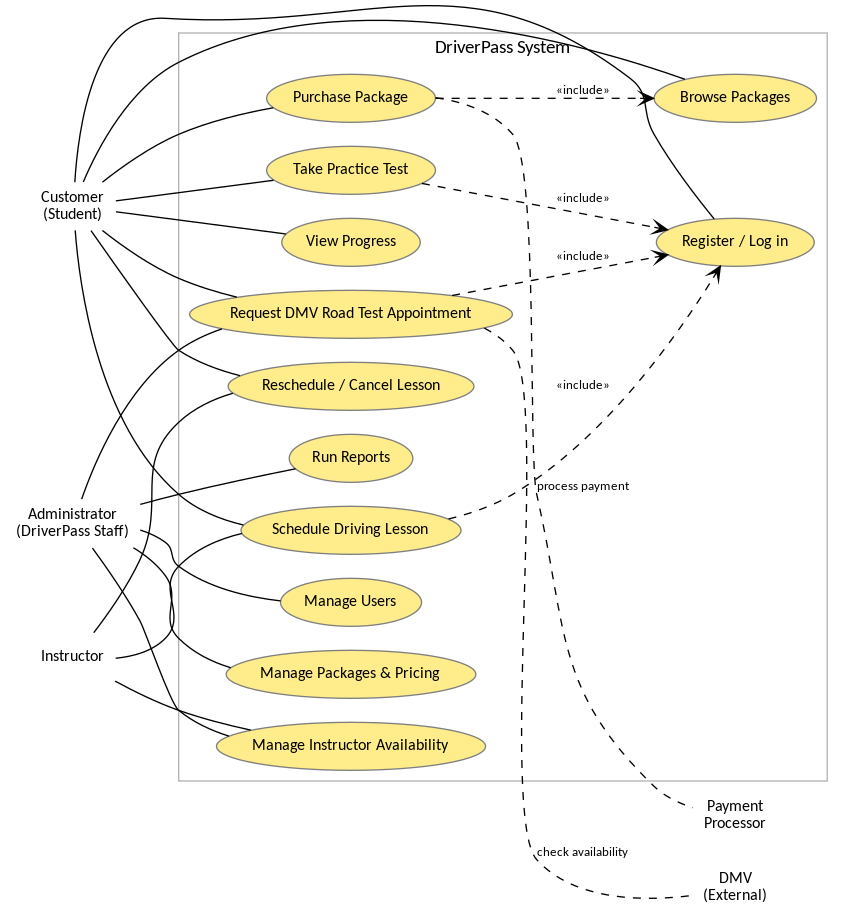 DriverPass System
Purchase Package
«include»
Browse Packages
Take Practice Test
Customer
(Student)
«include»
View Progress
Register / Log in
«include»
Request DMV Road Test Appointment
Reschedule / Cancel Lesson
«include»
Run Reports
process payment
Administrator
(DriverPass Staff)
Schedule Driving Lesson
Manage Users
Instructor
Manage Packages & Pricing
Manage Instructor Availability
Payment
Processor
check availability
DMV
(External)